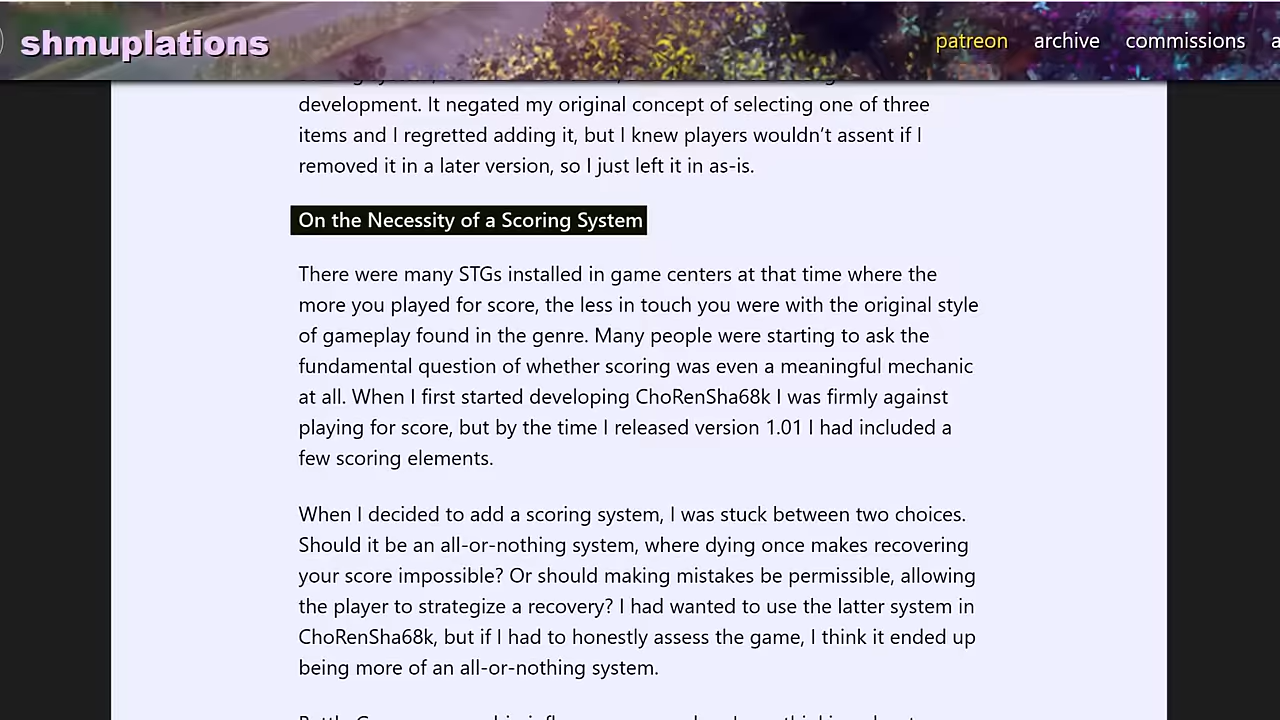 shmuplations
patreon archive commissions a
development. It negated my original concept of selecting one of three
items and I regretted adding it, but I knew players wouldn’t assent if I
removed it in a later version, so I just left it in as-is.
On the Necessity of a Scoring System
There were many STGs installed in game centers at that time where the
more you played for score, the less in touch you were with the original style
of gameplay found in the genre. Many people were starting to ask the
fundamental question of whether scoring was even a meaningful mechanic
at all. When I first started developing ChoRenSha68k I was firmly against
playing for score, but by the time I released version 1.01 I had included a
few scoring elements.
When I decided to add a scoring system, I was stuck between two choices.
Should it be an all-or-nothing system, where dying once makes recovering
your score impossible? Or should making mistakes be permissible, allowing
the player to strategize a recovery? I had wanted to use the latter system in
ChoRenSha68k, but if I had to honestly assess the game, I think it ended up
being more of an all-or-nothing system.